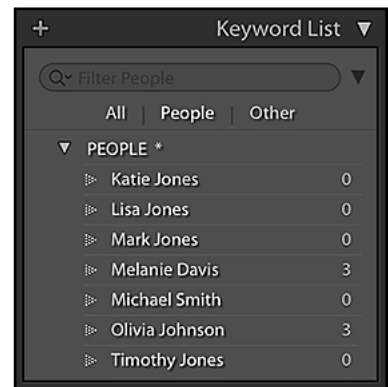 + Keyword List
Filter People
All | People | Other
PEOPLE *
Katie Jones 0
Lisa Jones 0
Mark Jones 0
Melanie Davis 3
Michael Smith 0
Olivia Johnson 3
Timothy Jones 0